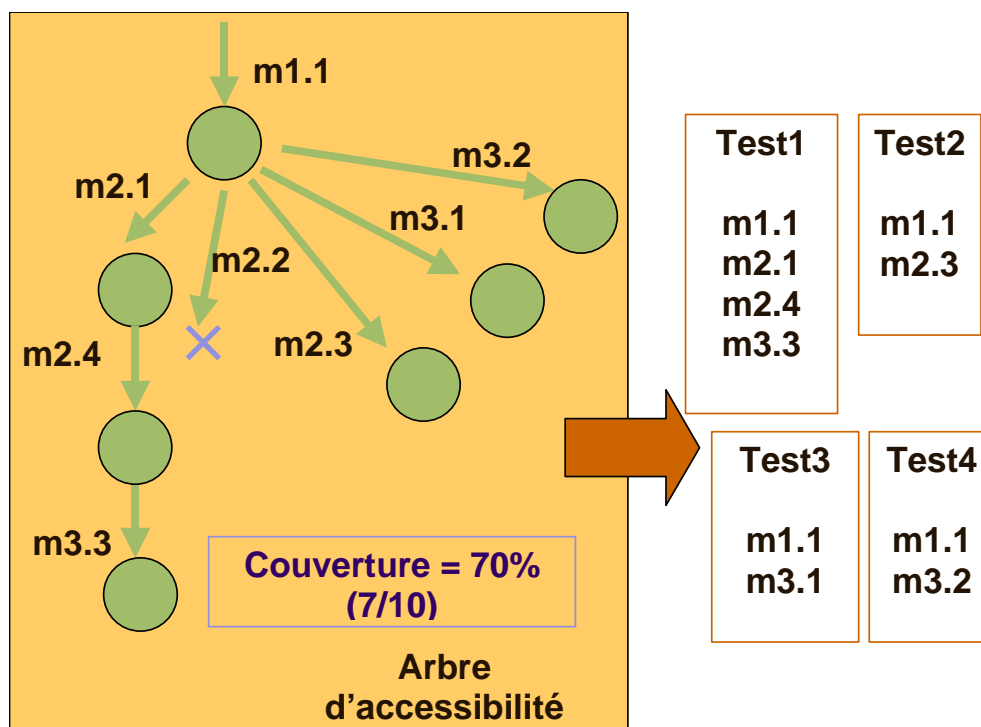 m1.1
m3.2
m2.1
m3.1
m2.2
m2.3
m2.4
m3.3
Couverture = 70%
(7/10)
Arbre
d'accessibilité
Test1
m1.1
m2.1
m2.4
m3.3
Test2
m1.1
m2.3
Test3
m1.1
m3.1
Test4
m1.1
m3.2